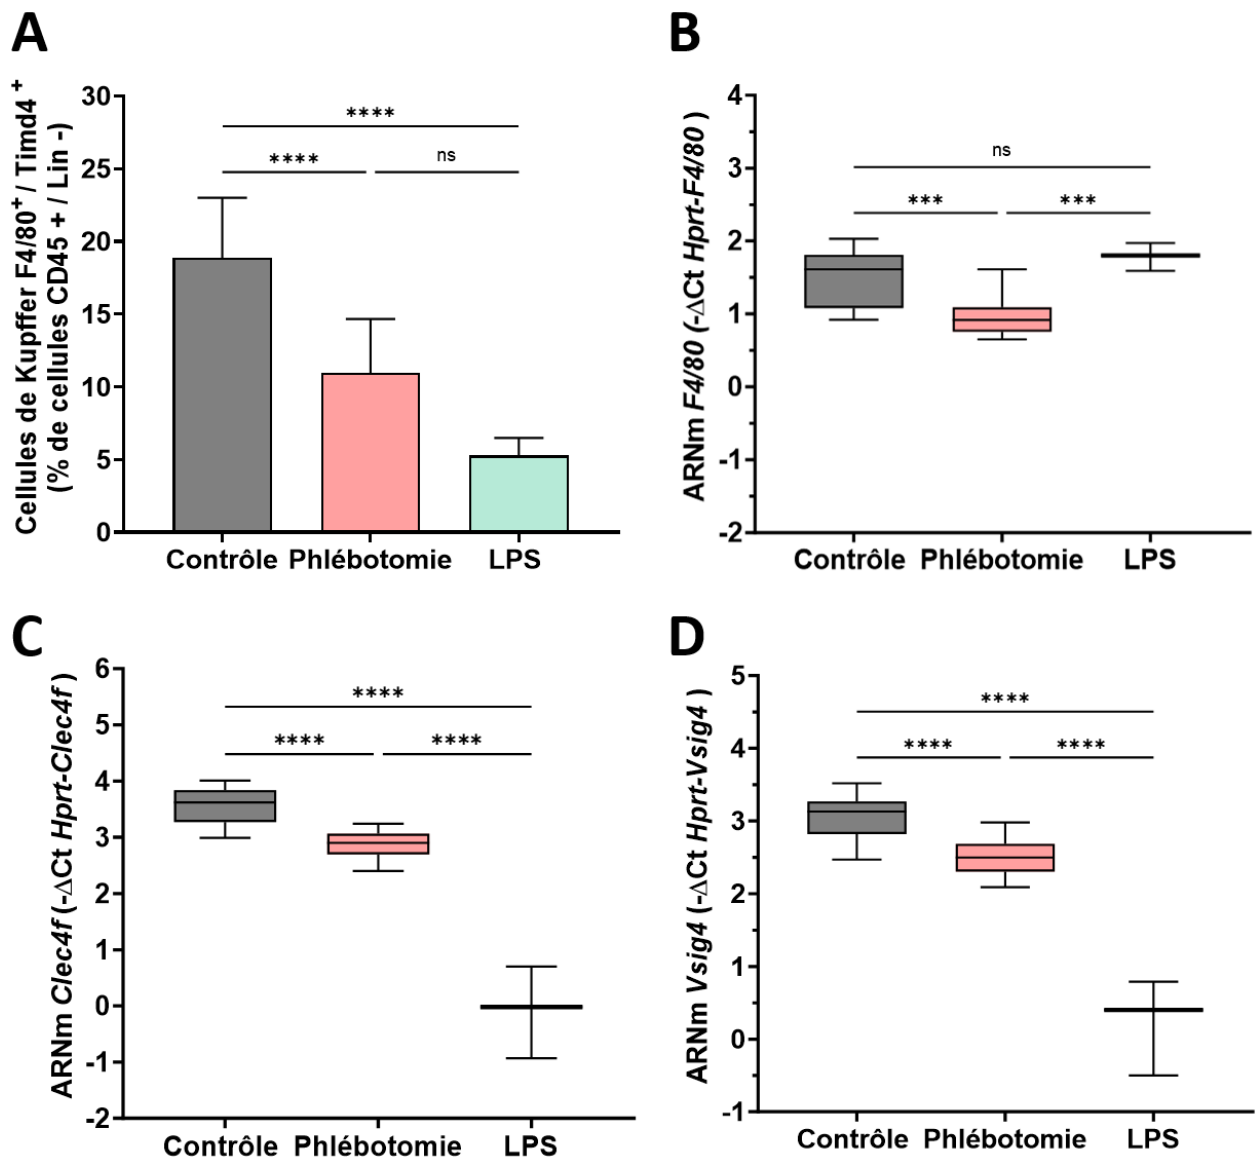 A
Cellules de Kupffer F4/80⁺ / Timd4 ⁺
(% de cellules CD45 + / Lin -)
30
25
20
15
10
5
0
****
****
ns
Contrôle Phlébotomie LPS
B
ARNm F4/80 (-ΔCt Hprt-F4/80 )
4
3
2
1
0
-1
-2
ns
***
***
Contrôle Phlébotomie LPS
C
ARNm Clec4f (-ΔCt Hprt-Clec4f )
6
5
4
3
2
1
0
-1
-2
****
****
****
Contrôle Phlébotomie LPS
D
ARNm Vsig4 (-ΔCt Hprt-Vsig4 )
5
4
3
2
1
0
-1
****
****
****
Contrôle Phlébotomie LPS